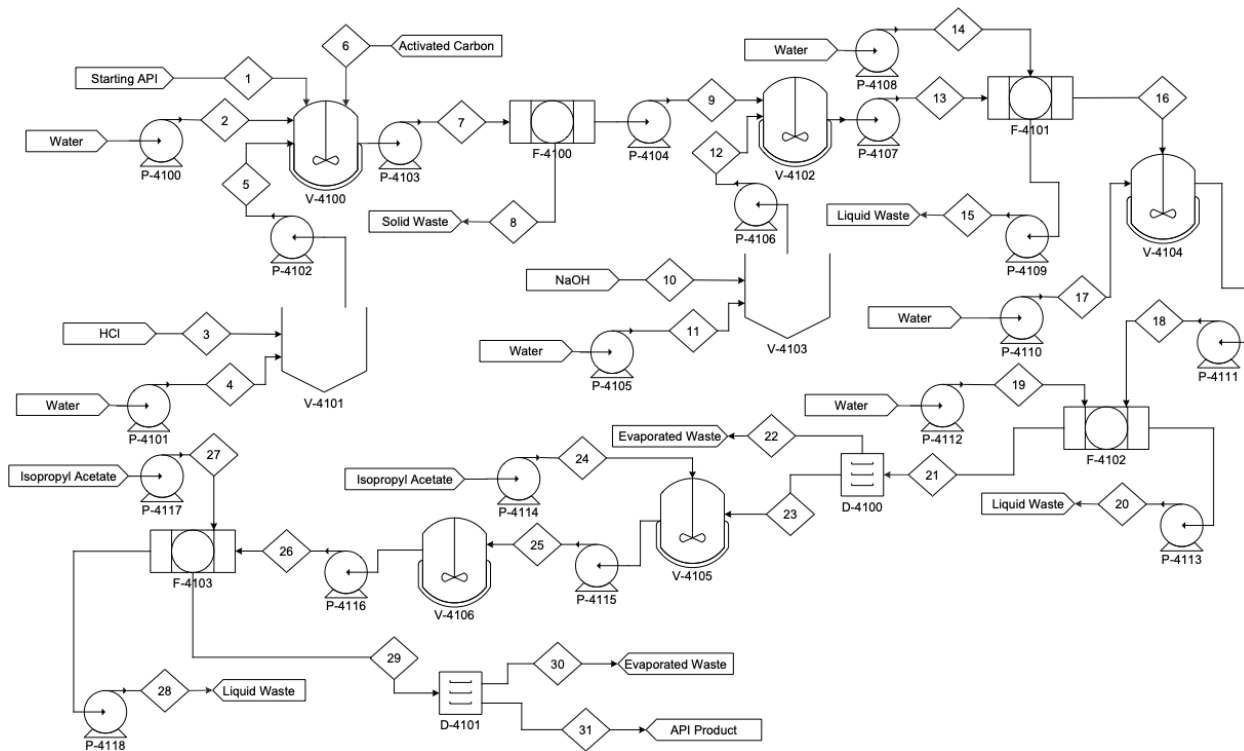 14
Water
6
Activated Carbon
P-4108
Starting API
1
9
13
16
2
7
F-4101
Water
F-4100
P-4104
P-4107
12
P-4100
P-4103
V-4102
5
V-4100
Solid Waste
8
P-4106
Liquid Waste
15
P-4109
V-4104
P-4102
NaOH
10
17
HCl
3
11
Water
18
Water
V-4103
P-4110
P-4105
P-4111
4
19
Water
V-4101
Water
P-4101
P-4112
27
Evaporated Waste
22
F-4102
24
Isopropyl Acetate
Isopropyl Acetate
21
P-4117
P-4114
D-4100
23
Liquid Waste
20
26
25
P-4113
F-4103
V-4105
P-4116
V-4106
P-4115
29
30
Evaporated Waste
28
Liquid Waste
D-4101
31
API Product
P-4118